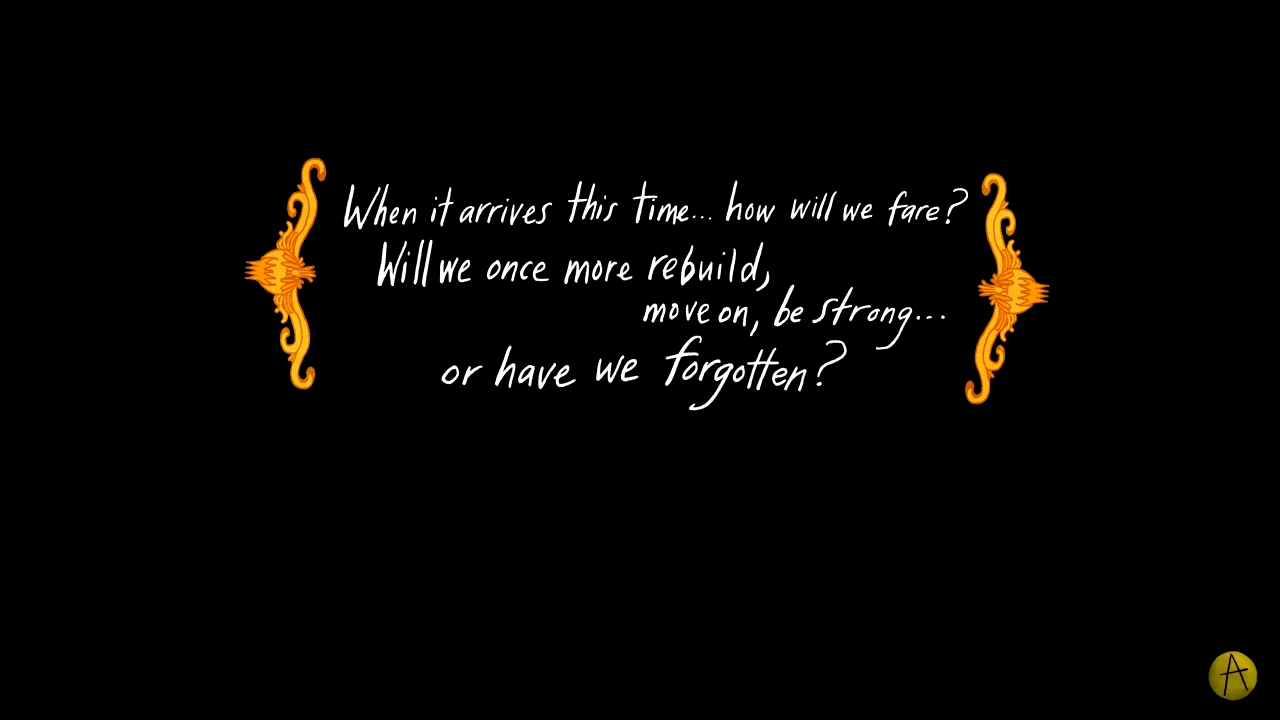 When it arrives this time... how will we fare?
Will we once more rebuild,
move on, be strong...
or have we forgotten?
A